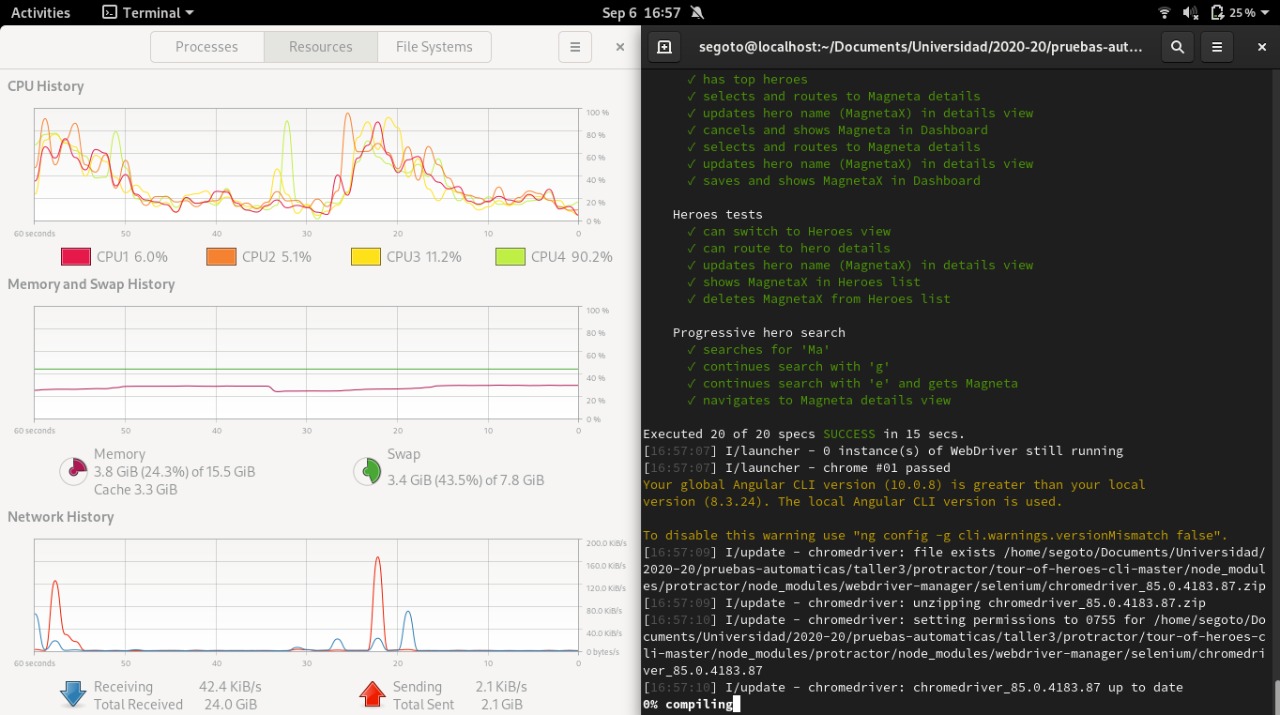 Activities Terminal Sep 6 16:57 25%
Processes Resources File Systems
CPU History
100 %
80 %
60 %
40 %
20 %
0 %
60 seconds 50 40 30 20 10 0
CPU1 6.0% CPU2 5.1% CPU3 11.2% CPU4 90.2%
Memory and Swap History
100 %
80 %
60 %
40 %
20 %
0 %
60 seconds 50 40 30 20 10 0
Memory
3.8 GiB (24.3%) of 15.5 GiB
Cache 3.3 GiB
Swap
3.4 GiB (43.5%) of 7.8 GiB
Network History
200.0 KiB/s
160.0 KiB/s
120.0 KiB/s
80.0 KiB/s
40.0 KiB/s
0 bytes/s
60 seconds 50 40 30 20 10 0
Receiving 42.4 KiB/s
Total Received 24.0 GiB
Sending 2.1 KiB/s
Total Sent 2.1 GiB
segoto@localhost:~/Documents/Universidad/2020-20/pruebas-aut...
✓ has top heroes
✓ selects and routes to Magneta details
✓ updates hero name (MagnetaX) in details view
✓ cancels and shows Magneta in Dashboard
✓ selects and routes to Magneta details
✓ updates hero name (MagnetaX) in details view
✓ saves and shows MagnetaX in Dashboard
Heroes tests
✓ can switch to Heroes view
✓ can route to hero details
✓ updates hero name (MagnetaX) in details view
✓ shows MagnetaX in Heroes list
✓ deletes MagnetaX from Heroes list
Progressive hero search
✓ searches for 'Ma'
✓ continues search with 'g'
✓ continues search with 'e' and gets Magneta
✓ navigates to Magneta details view
Executed 20 of 20 specs SUCCESS in 15 secs.
[16:57:07] I/launcher - 0 instance(s) of WebDriver still running
[16:57:07] I/launcher - chrome #01 passed
Your global Angular CLI version (10.0.8) is greater than your local
version (8.3.24). The local Angular CLI version is used.
To disable this warning use "ng config -g cli.warnings.versionMismatch false".
[16:57:09] I/update - chromedriver: file exists /home/segoto/Documents/Universidad/
2020-20/pruebas-automaticas/taller3/protractor/tour-of-heroes-cli-master/node_modul
es/protractor/node_modules/webdriver-manager/selenium/chromedriver_85.0.4183.87.zip
[16:57:09] I/update - chromedriver: unzipping chromedriver_85.0.4183.87.zip
[16:57:10] I/update - chromedriver: setting permissions to 0755 for /home/segoto/Do
cuments/Universidad/2020-20/pruebas-automaticas/taller3/protractor/tour-of-heroes-c
li-master/node_modules/protractor/node_modules/webdriver-manager/selenium/chromedri
ver_85.0.4183.87
[16:57:10] I/update - chromedriver: chromedriver_85.0.4183.87 up to date
0% compiling